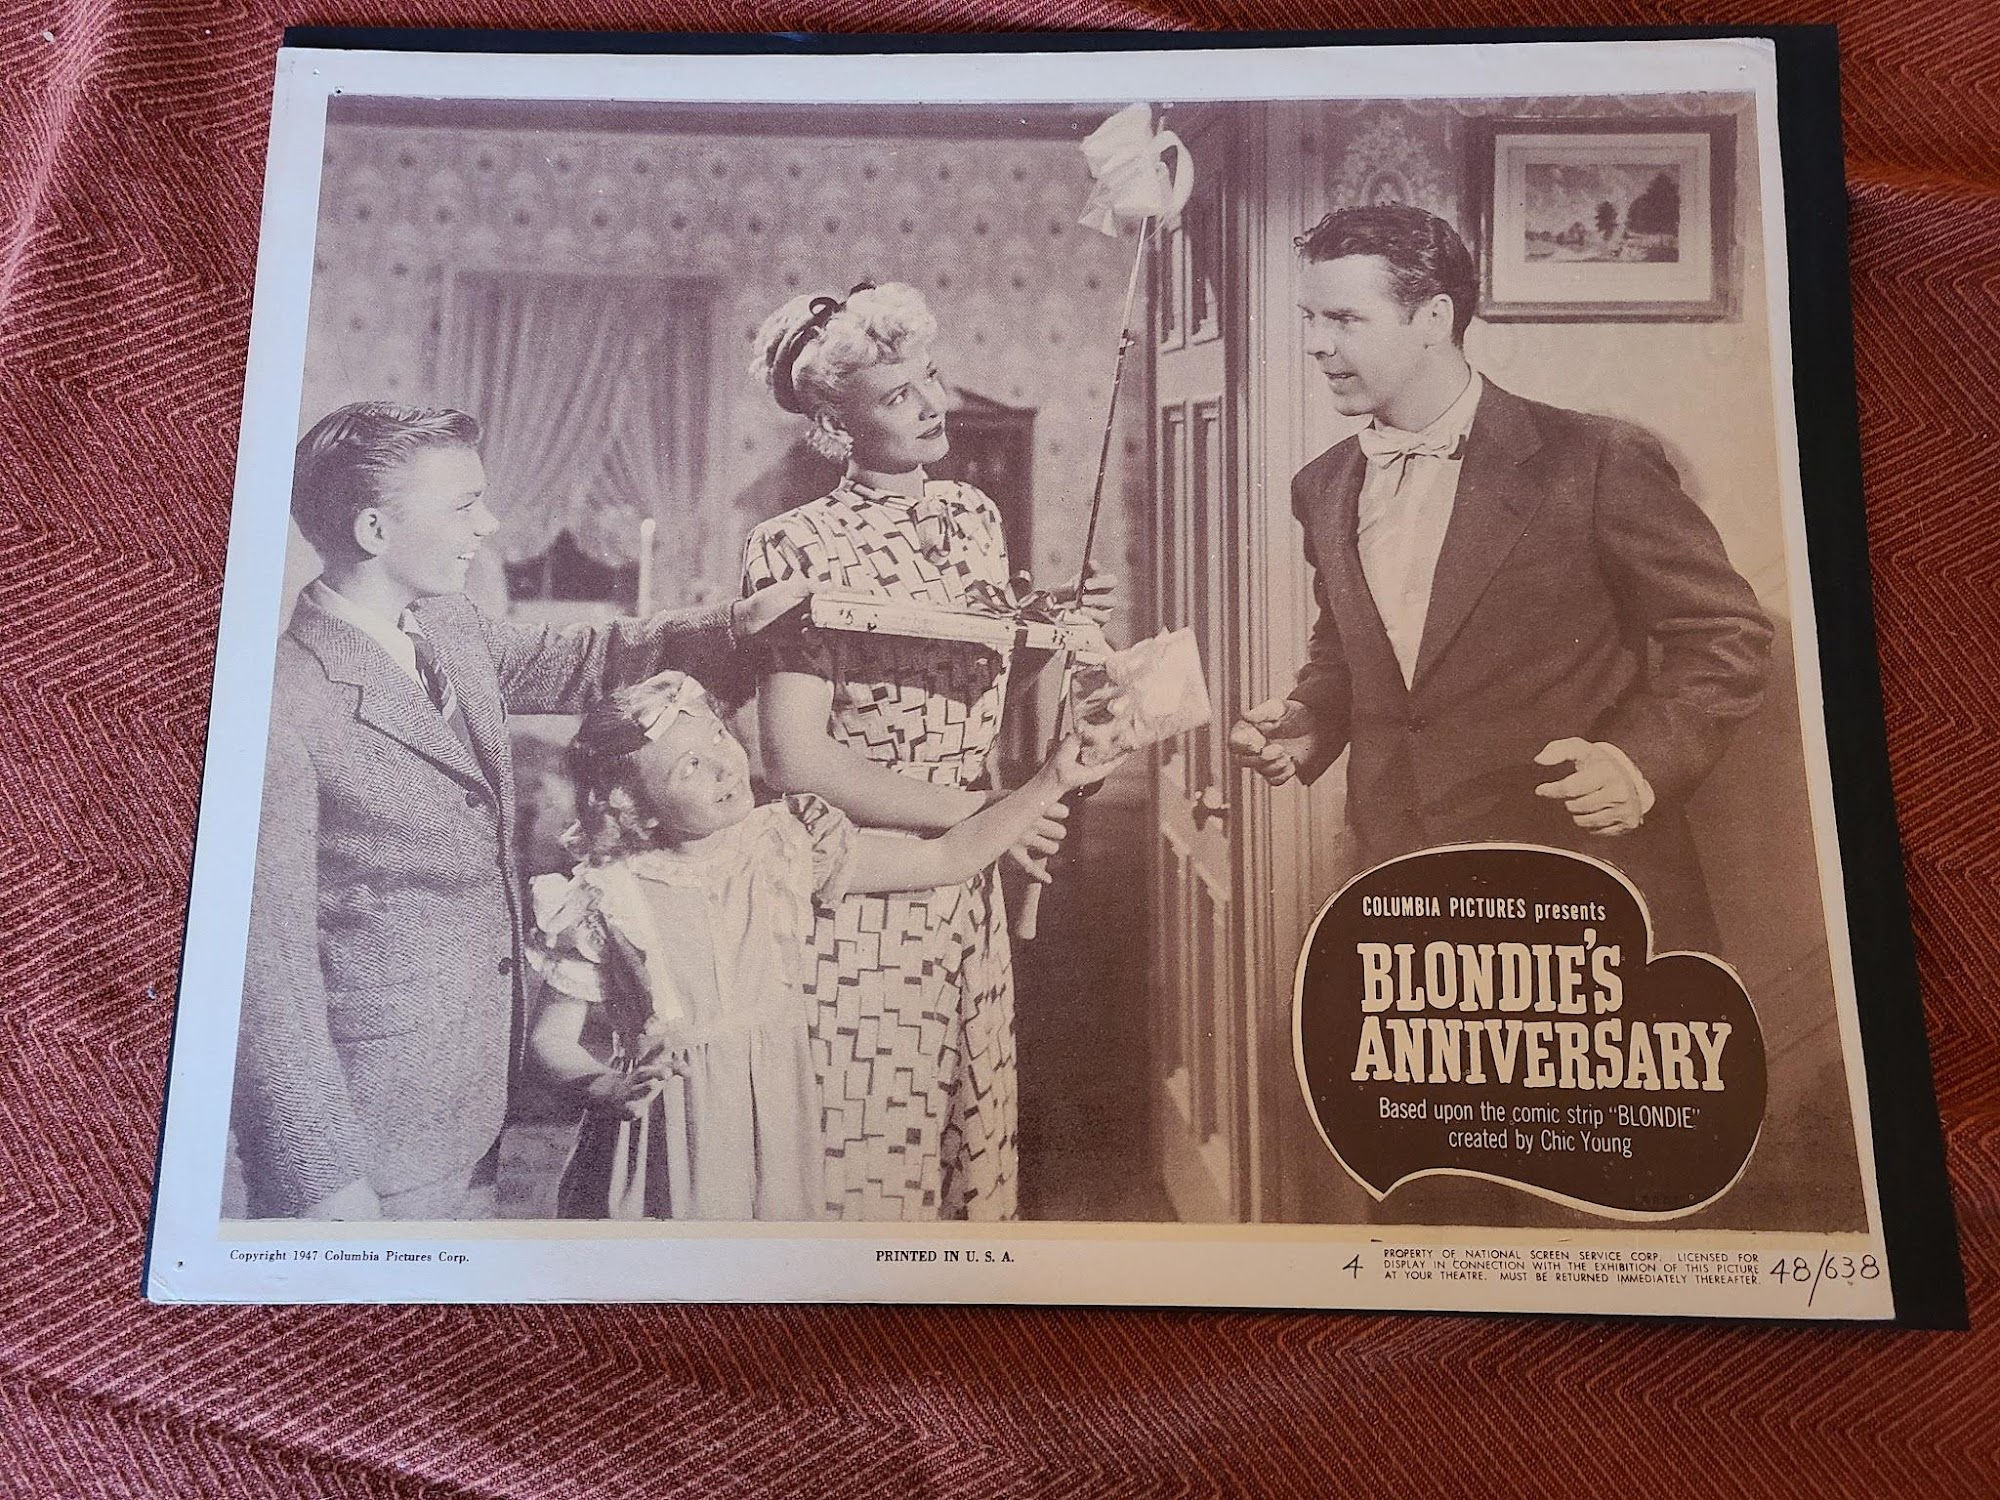 COLUMBIA PICTURES presents
BLONDIE'S
ANNIVERSARY
Based upon the comic strip "BLONDIE"
created by Chic Young
Copyright 1947 Columbia Pictures Corp.
PRINTED IN U. S. A.
4
PROPERTY OF NATIONAL SCREEN SERVICE CORP. LICENSED FOR
DISPLAY IN CONNECTION WITH THE EXHIBITION OF THIS PICTURE
AT YOUR THEATRE. MUST BE RETURNED IMMEDIATELY THEREAFTER.
48/638